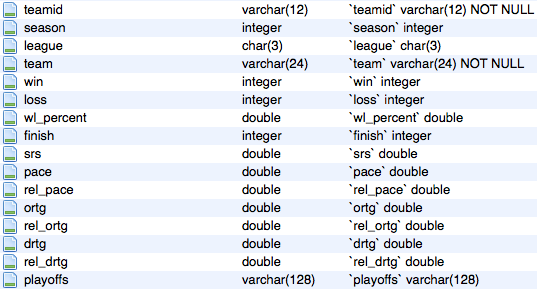 teamid varchar(12) `teamid` varchar(12) NOT NULL
season integer `season` integer
league char(3) `league` char(3)
team varchar(24) `team` varchar(24) NOT NULL
win integer `win` integer
loss integer `loss` integer
wl_percent double `wl_percent` double
finish integer `finish` integer
srs double `srs` double
pace double `pace` double
rel_pace double `rel_pace` double
ortg double `ortg` double
rel_ortg double `rel_ortg` double
drtg double `drtg` double
rel_drtg double `rel_drtg` double
playoffs varchar(128) `playoffs` varchar(128)